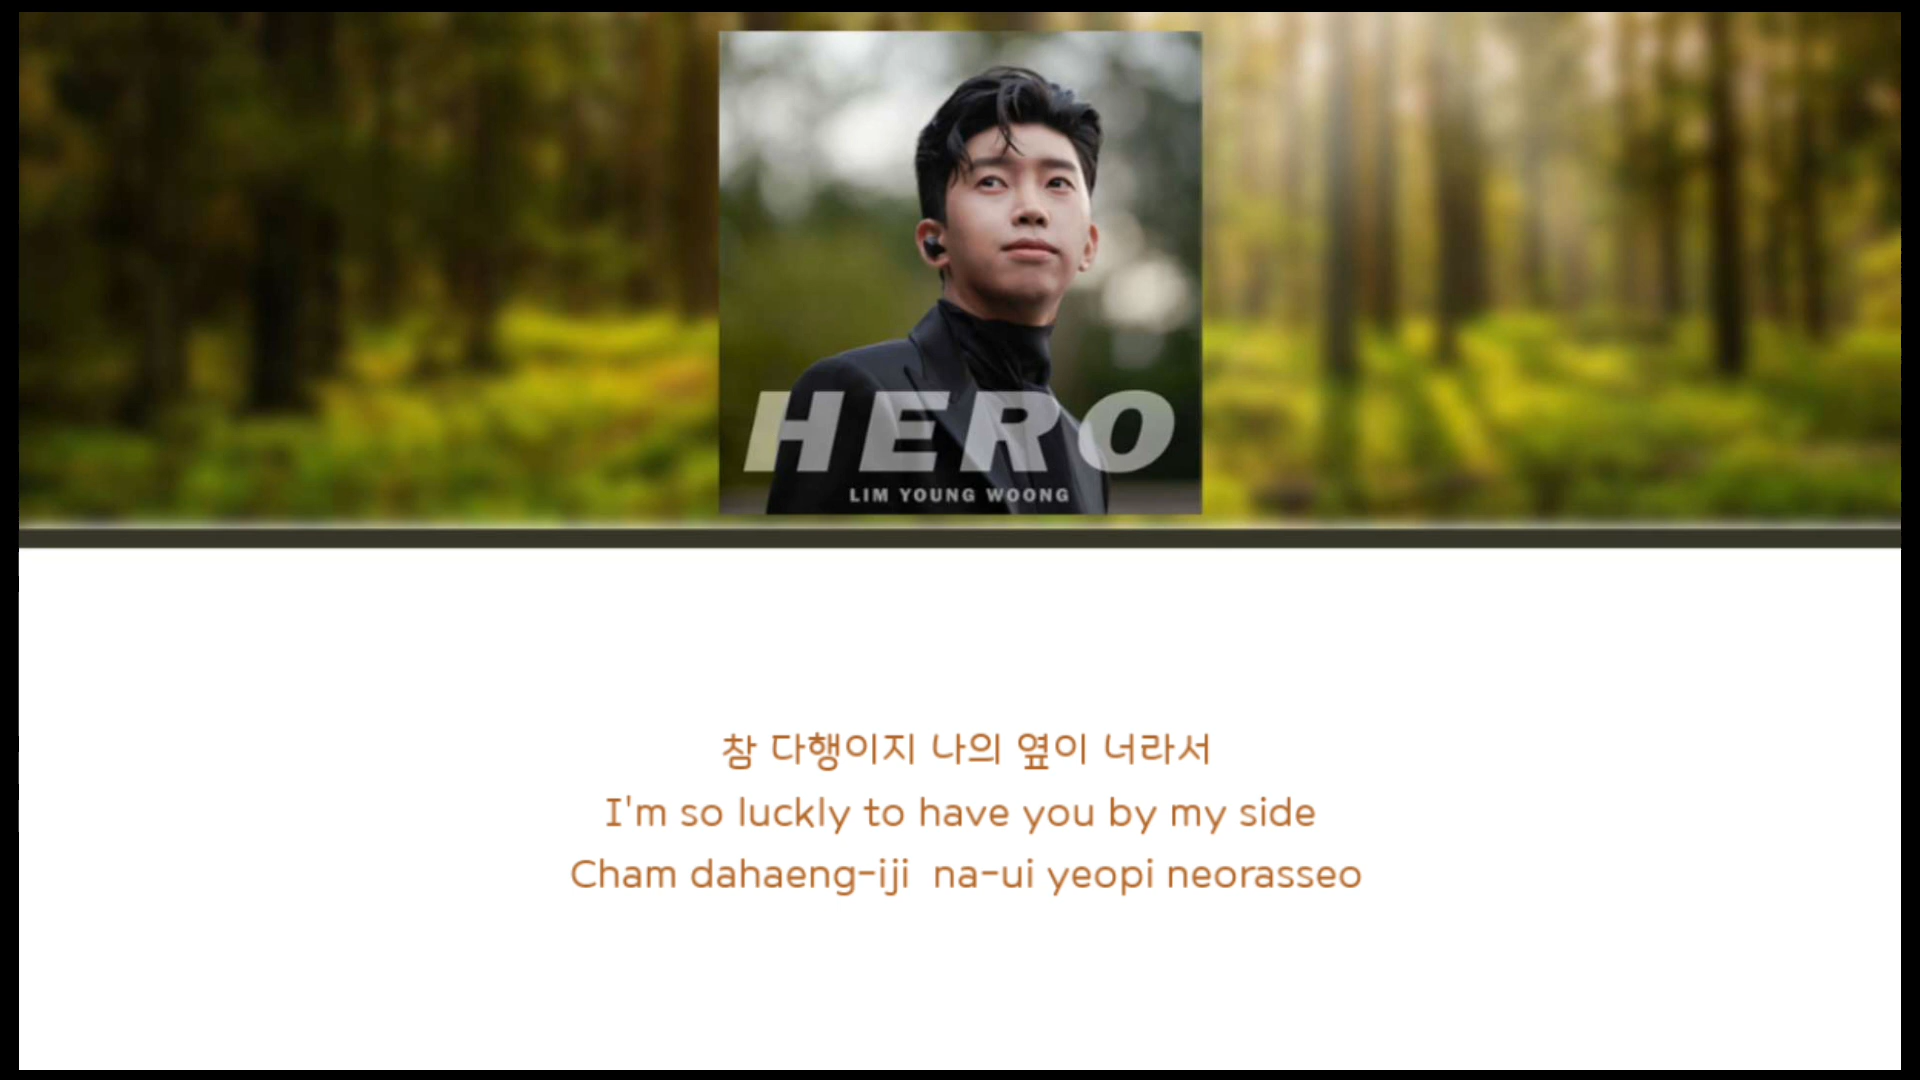 HERO
LIM YOUNG WOONG
참 다행이지 나의 옆이 너라서
I'm so luckly to have you by my side
Cham dahaeng-iji na-ui yeopi neorasseo